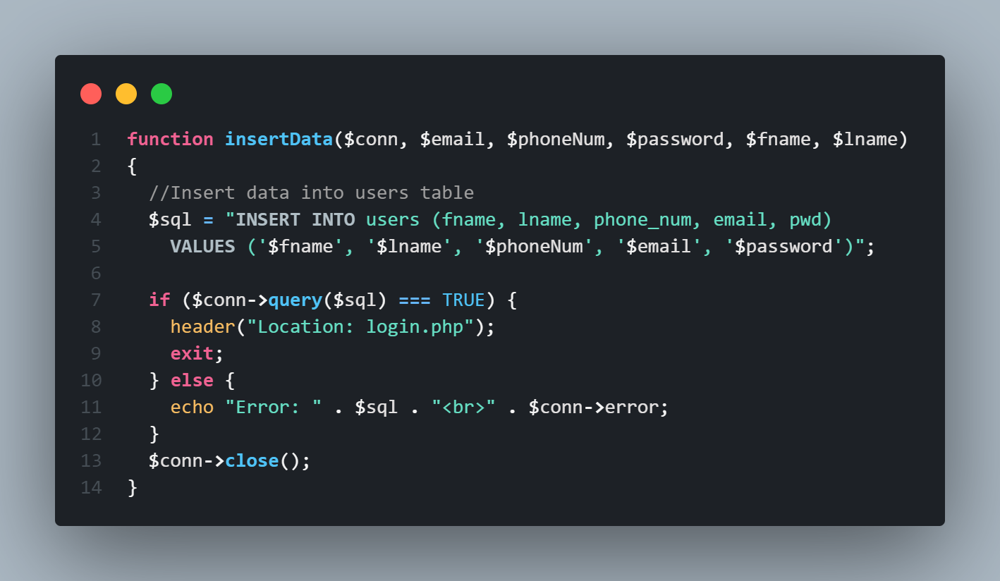 1 function insertData($conn, $email, $phoneNum, $password, $fname, $lname)
2 {
3   //Insert data into users table
4   $sql = "INSERT INTO users (fname, lname, phone_num, email, pwd)
5     VALUES ('$fname', '$lname', '$phoneNum', '$email', '$password')";
6
7   if ($conn->query($sql) === TRUE) {
8     header("Location: login.php");
9     exit;
10   } else {
11     echo "Error: " . $sql . "<br>" . $conn->error;
12   }
13   $conn->close();
14 }